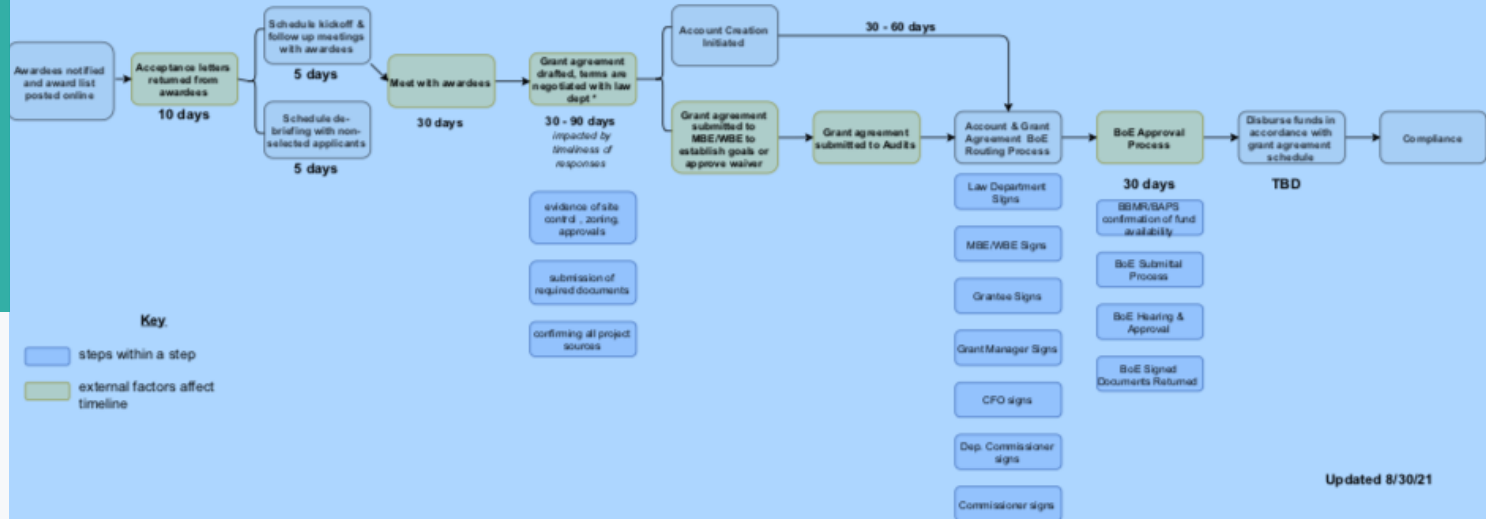 Awardees notified
and award list
posted online
Acceptance letters
returned from
awardees
10 days
Schedule kickoff &
follow up meetings
with awardees
5 days
Schedule de-
briefing with non-
selected applicants
5 days
Meet with awardees
30 days
Grant agreement
drafted, terms are
negotiated with law
dept *
30 - 90 days
impacted by
timeliness of
responses
evidence of site
control , zoning,
approvals
submission of
required documents
confirming all project
sources
Account Creation
Initiated
30 - 60 days
Grant agreement
submitted to
MBE/WBE to
establish goals or
approve waiver
Grant agreement
submitted to Audits
Account & Grant
Agreement BoE
Routing Process
Law Department
Signs
MBE/WBE Signs
Grantee Signs
Grant Manager Signs
CFO signs
Dep. Commissioner
signs
Commissioner signs
BoE Approval
Process
30 days
BBMR/BAPS
confirmation of fund
availability
BoE Submittal
Process
BoE Hearing &
Approval
BoE Signed
Documents Returned
Disburse funds in
accordance with
grant agreement
schedule
TBD
Compliance
Key
steps within a step
external factors affect
timeline
Updated 8/30/21